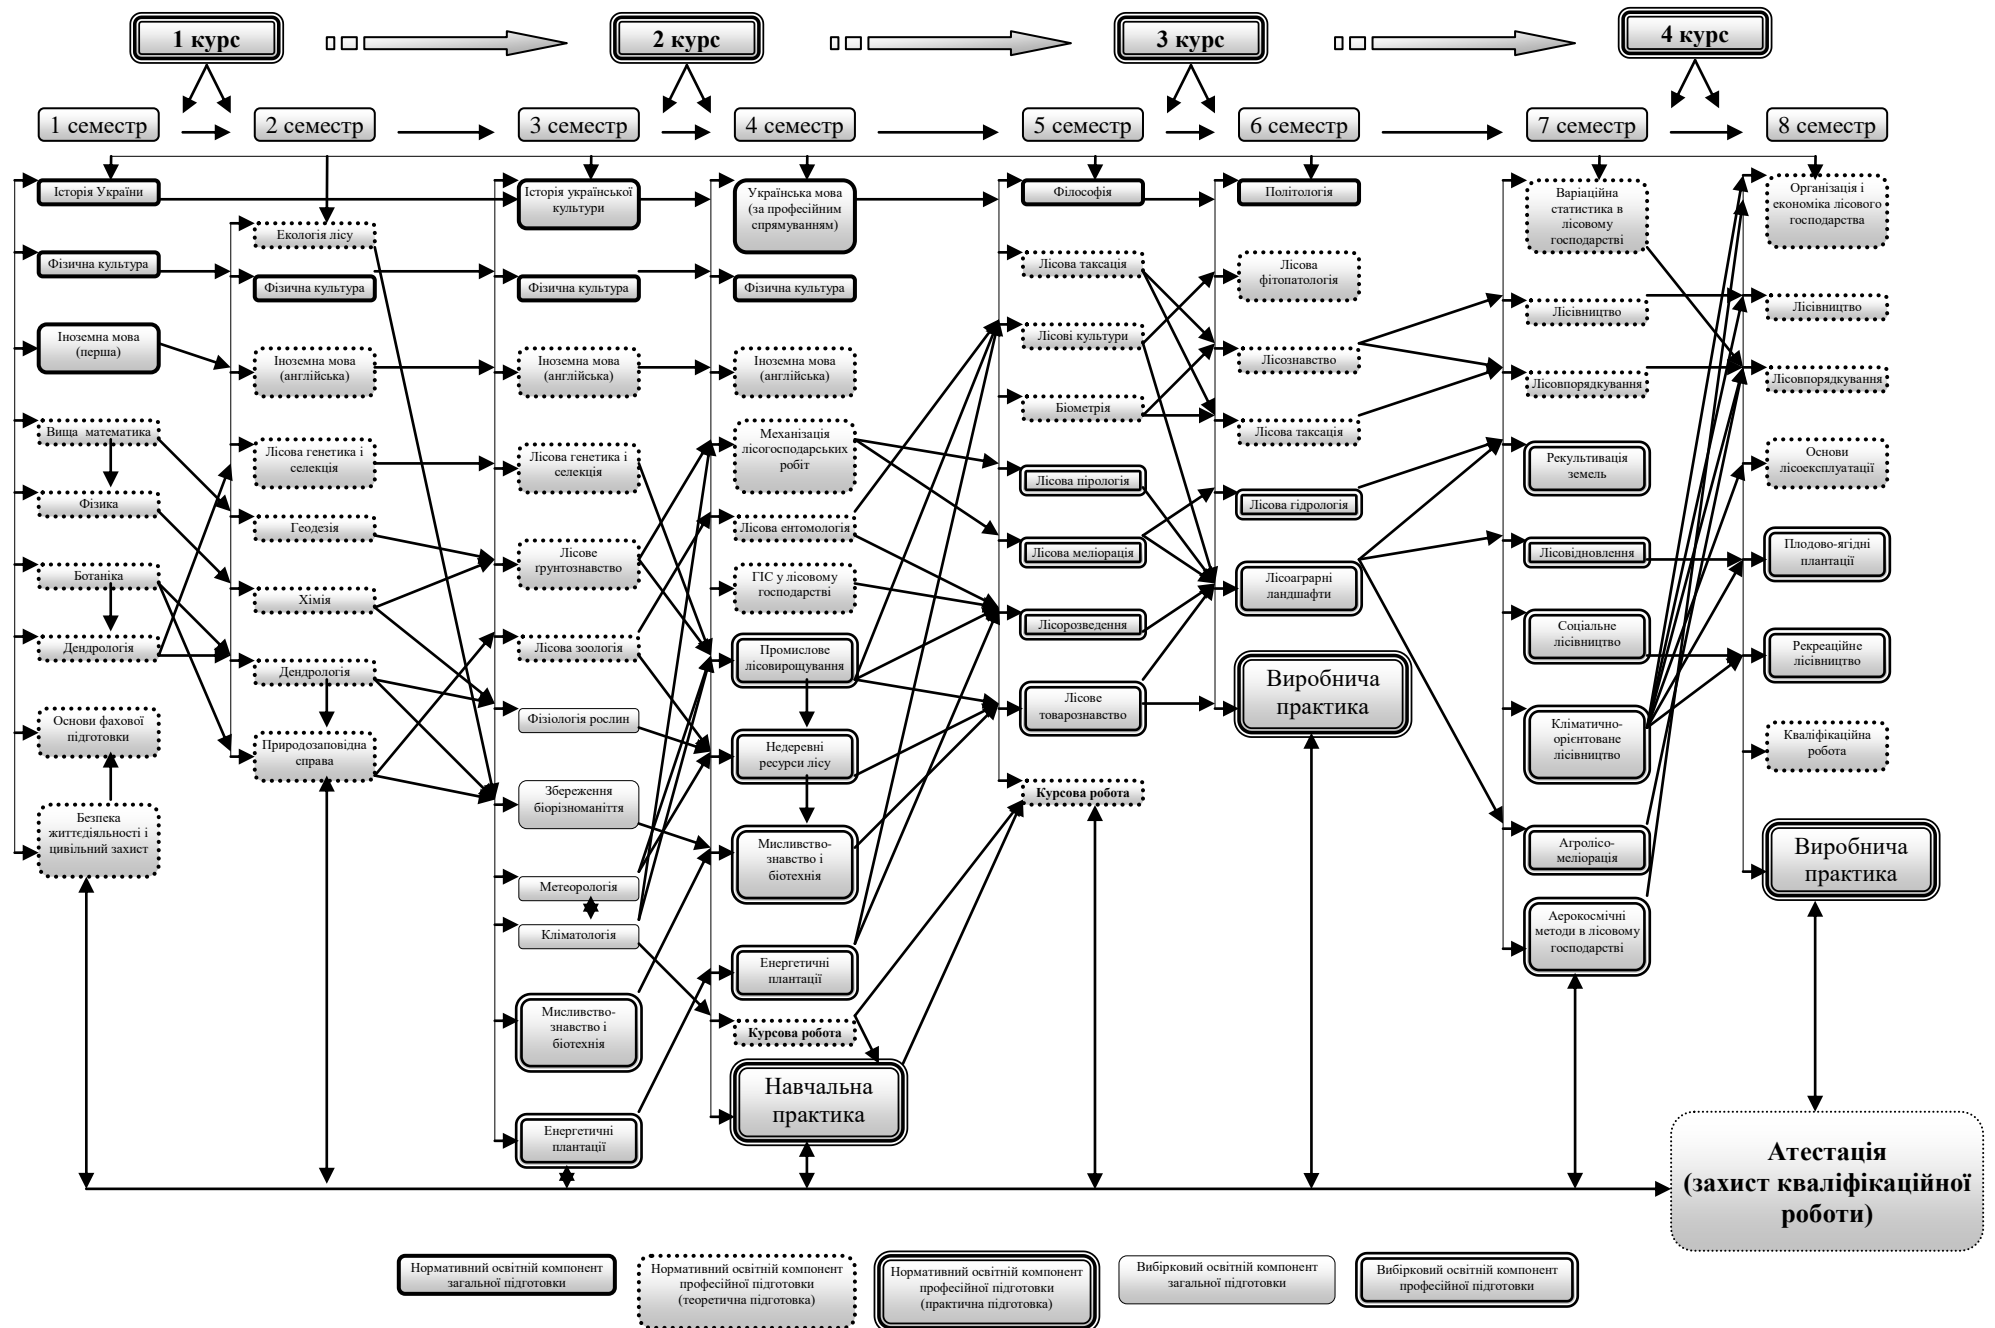 1 курс
2 курс
3 курс
4 курс
1 семестр
2 семестр
3 семестр
4 семестр
5 семестр
6 семестр
7 семестр
8 семестр
Історія України
Фізична культура
Іноземна мова
(перша)
Вища математика
Фізика
Ботаніка
Дендрологія
Основи фахової
підготовки
Безпека
життєдіяльності і
цивільний захист
Екологія лісу
Фізична культура
Іноземна мова
(англійська)
Лісова генетика і
селекція
Геодезія
Хімія
Дендрологія
Природозаповідна
справа
Історія української
культури
Фізична культура
Іноземна мова
(англійська)
Лісова генетика і
селекція
Лісове
ґрунтознавство
Лісова зоологія
Фізіологія рослин
Збереження
біорізноманіття
Метеорологія
Кліматологія
Мисливство-
знавство і
біотехнія
Енергетичні
плантації
Українська мова
(за професійним
спрямуванням)
Фізична культура
Іноземна мова
(англійська)
Механізація
лісогосподарських
робіт
Лісова ентомологія
ГІС у лісовому
господарстві
Промислове
лісовирощування
Недеревні
ресурси лісу
Мисливство-
знавство і
біотехнія
Енергетичні
плантації
Курсова робота
Навчальна
практика
Філософія
Лісова таксація
Лісові культури
Біометрія
Лісова пірологія
Лісова меліорація
Лісорозведення
Лісове
товарознавство
Курсова робота
Політологія
Лісова
фітопатологія
Лісознавство
Лісова таксація
Лісова гідрологія
Лісоаграрні
ландшафти
Виробнича
практика
Варіаційна
статистика в
лісовому
господарстві
Лісівництво
Лісовпорядкування
Рекультивація
земель
Лісовідновлення
Соціальне
лісівництво
Кліматично-
орієнтоване
лісівництво
Агролісо-
меліорація
Аерокосмічні
методи в лісовому
господарстві
Організація і
економіка лісового
господарства
Лісівництво
Лісовпорядкування
Основи
лісоексплуатації
Плодово-ягідні
плантації
Рекреаційне
лісівництво
Кваліфікаційна
робота
Виробнича
практика
Атестація
(захист кваліфікаційної
роботи)
Нормативний освітній компонент
загальної підготовки
Нормативний освітній компонент
професійної підготовки
(теоретична підготовка)
Нормативний освітній компонент
професійної підготовки
(практична підготовка)
Вибірковий освітній компонент
загальної підготовки
Вибірковий освітній компонент
професійної підготовки